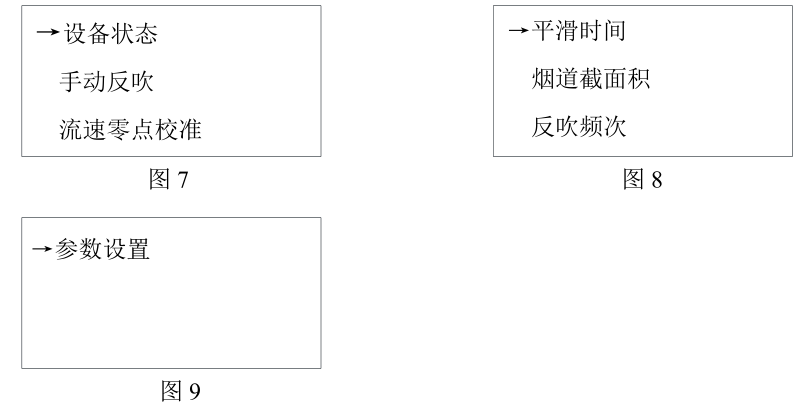 →设备状态
手动反吹
流速零点校准
图 7
→平滑时间
烟道截面积
反吹频次
图 8
→参数设置
图 9